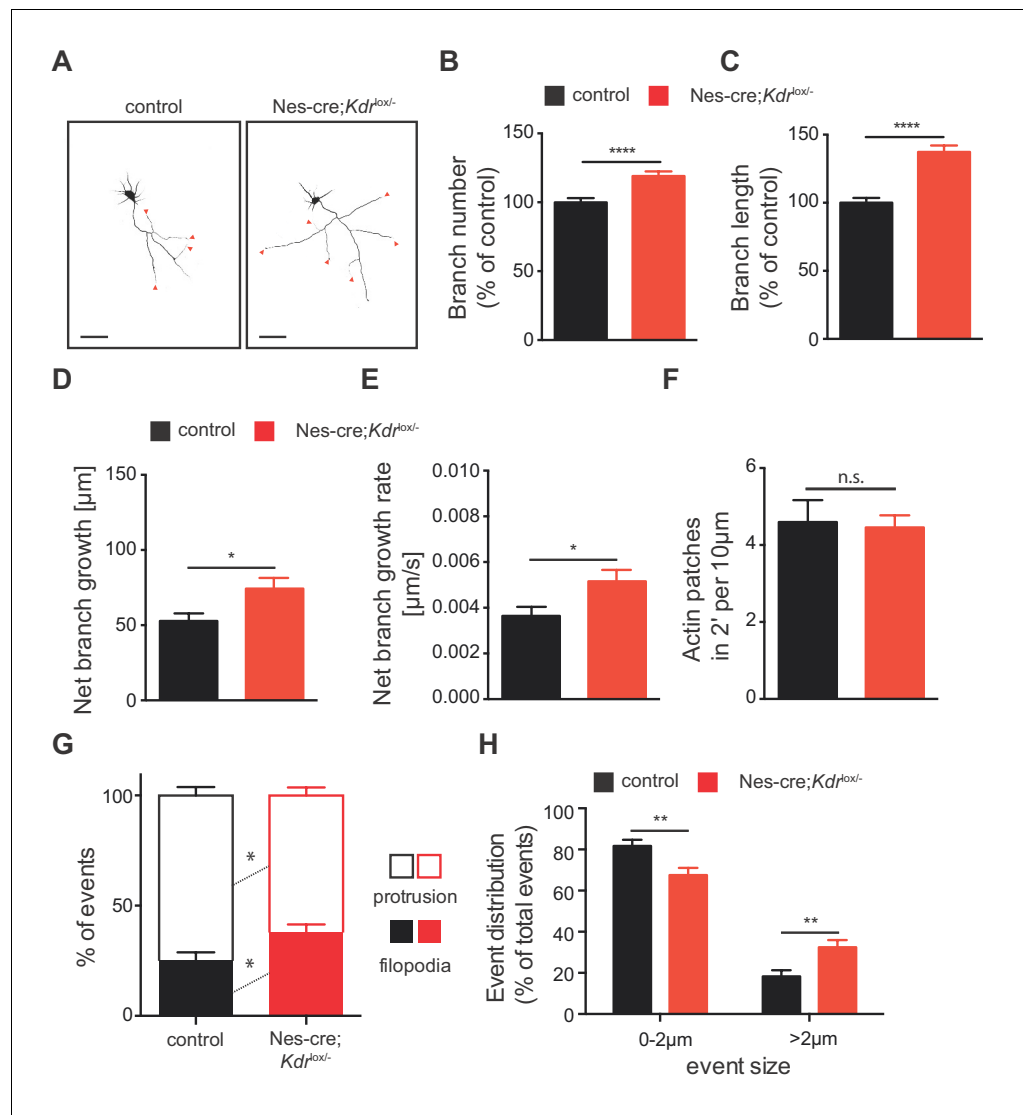 A
control
Nes-cre;Kdrlox/-
B
C
control
Nes-cre;Kdrlox/-
Branch number
(% of control)
150
100
50
0
****
Branch length
(% of control)
150
100
50
0
****
D
E
F
control
Nes-cre;Kdrlox/-
Net branch growth [µm]
150
100
50
0
*
Net branch growth rate
[µm/s]
0.010
0.008
0.006
0.004
0.002
0.000
*
Actin patches
in 2' per 10µm
6
4
2
0
n.s.
G
% of events
100
50
0
*
*
control
Nes-cre;
Kdrlox/-
protrusion
filopodia
H
control
Nes-cre;Kdrlox/-
Event distribution
(% of total events)
100
80
60
40
20
0
**
**
0-2µm
>2µm
event size